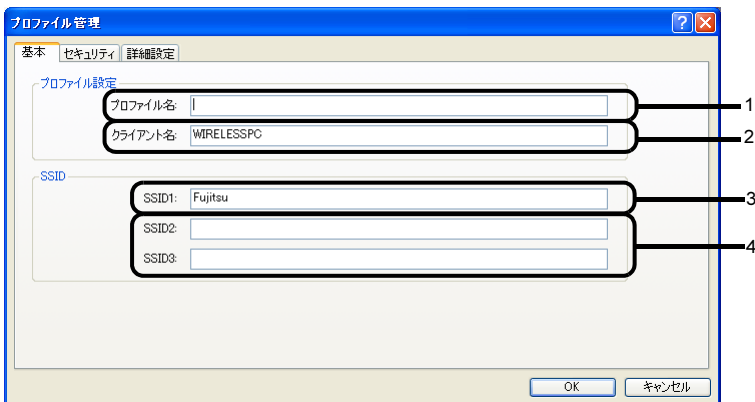 プロファイル管理
基本 セキュリティ 詳細設定
プロファイル設定
プロファイル名: 1
クライアント名: WIRELESSPC 2
SSID
SSID1: Fujitsu 3
SSID2:
4
SSID3:
OK キャンセル